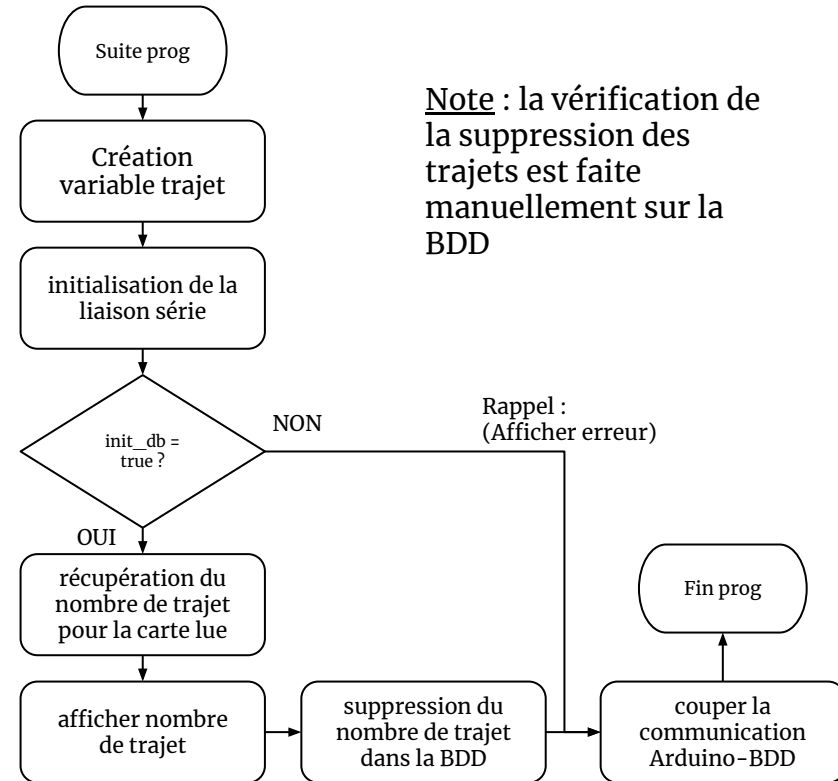 Suite prog
Note : la vérification de
la suppression des
trajets est faite
manuellement sur la
BDD
Création
variable trajet
initialisation de la
liaison série
init_db =
true ?
NON
Rappel :
(Afficher erreur)
OUI
récupération du
nombre de trajet
pour la carte lue
Fin prog
afficher nombre
de trajet
suppression du
nombre de trajet
dans la BDD
couper la
communication
Arduino-BDD